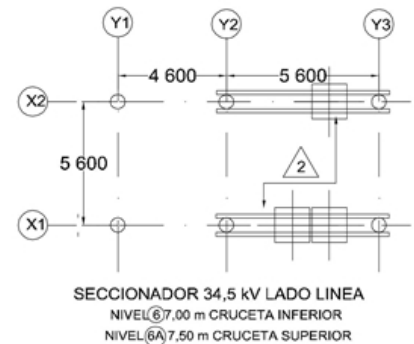 Y1 Y2 Y3
4 600 5 600
X2
5 600
2
X1
SECCIONADOR 34,5 kV LADO LINEA
NIVEL 6 7,00 m CRUCETA INFERIOR
NIVEL 6A 7,50 m CRUCETA SUPERIOR